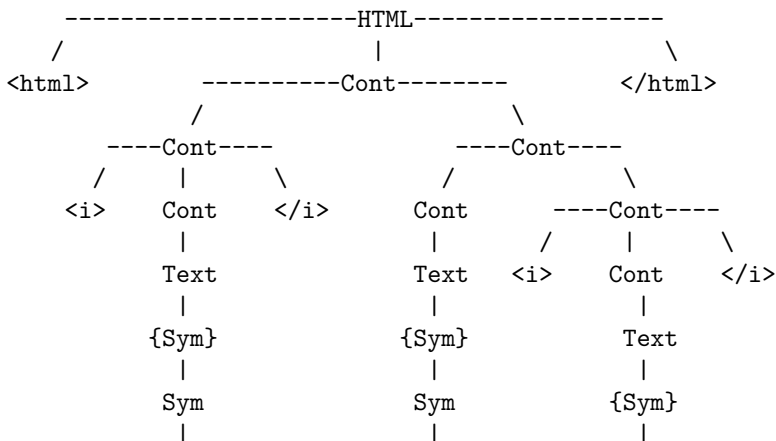 ---------------------HTML------------------
/ | \
<html> ----------Cont-------- </html>
/ \
----Cont---- ----Cont----
/ | \ / \
<i> Cont </i> Cont ----Cont----
| | / | \
Text Text <i> Cont </i>
| | |
{Sym} {Sym} Text
| | |
Sym Sym {Sym}
| | |